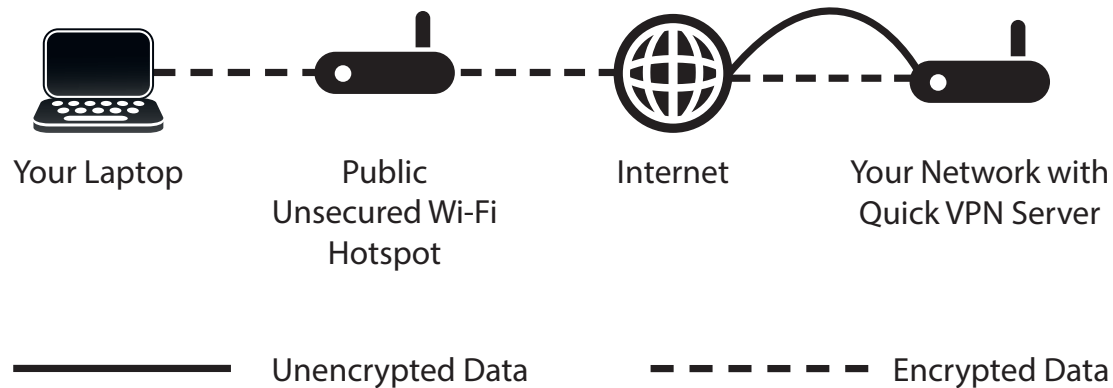 Your Laptop
Public
Unsecured Wi-Fi
Hotspot
Internet
Your Network with
Quick VPN Server
Unencrypted Data
Encrypted Data